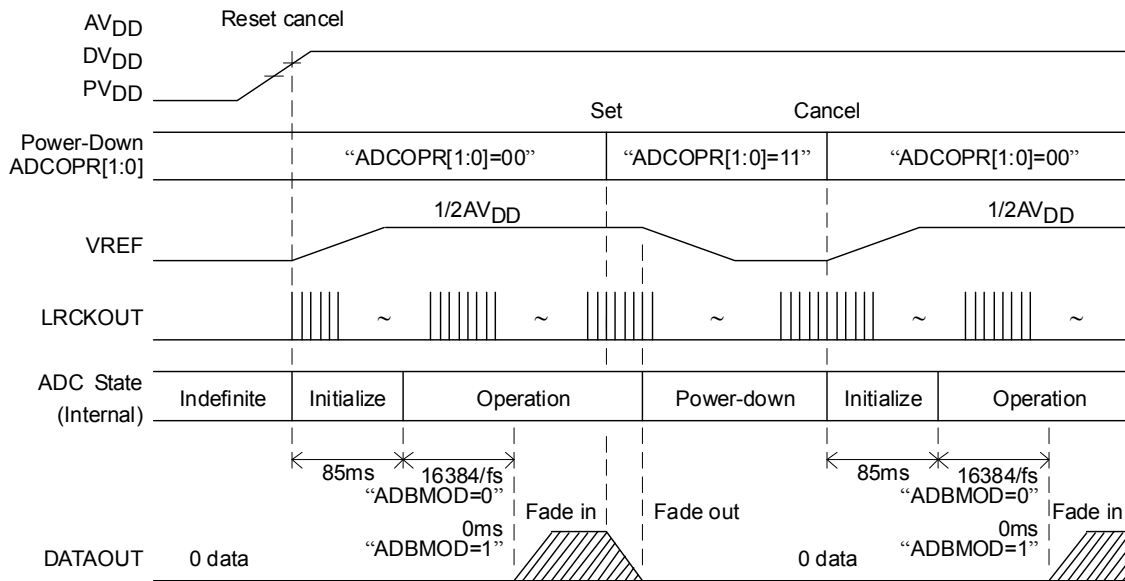 AVDD
Reset cancel
DVDD
PVDD
Set
Cancel
Power-Down
ADCOPR[1:0]
“ADCOPR[1:0]=00”
“ADCOPR[1:0]=11”
“ADCOPR[1:0]=00”
1/2AVDD
1/2AVDD
VREF
LRCKOUT
~
~
~
~
~
ADC State
(Internal)
Indefinite
Initialize
Operation
Power-down
Initialize
Operation
85ms
16384/fs
“ADBMOD=0”
85ms
16384/fs
“ADBMOD=0”
Fade in
Fade out
Fade in
0ms
“ADBMOD=1”
0ms
“ADBMOD=1”
DATAOUT
0 data
0 data